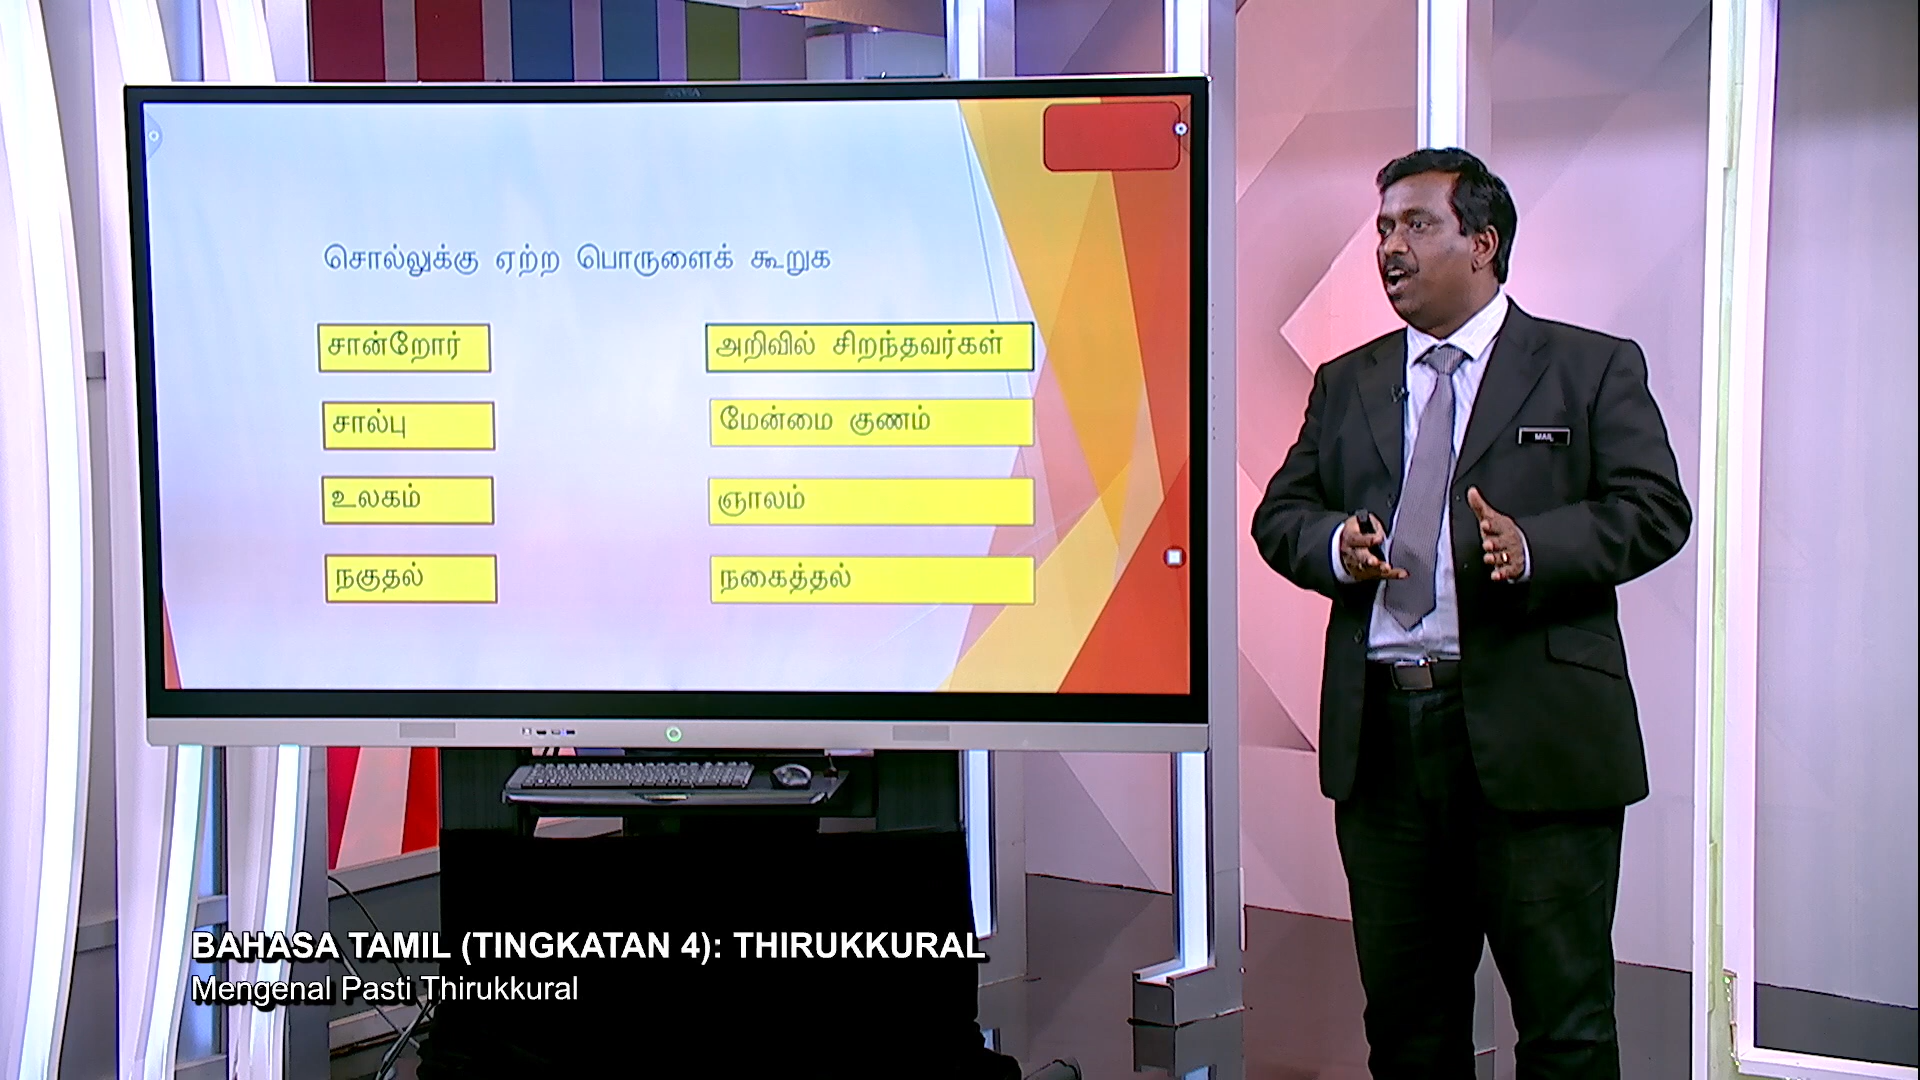 சொல்லுக்கு ஏற்ற பொருளைக் கூறுக
சான்றோர் அறிவில் சிறந்தவர்கள்
சால்பு மேன்மை குணம்
உலகம் ஞாலம்
நகுதல் நகைத்தல்
BAHASA TAMIL (TINGKATAN 4): THIRUKKURAL
Mengenal Pasti Thirukkural